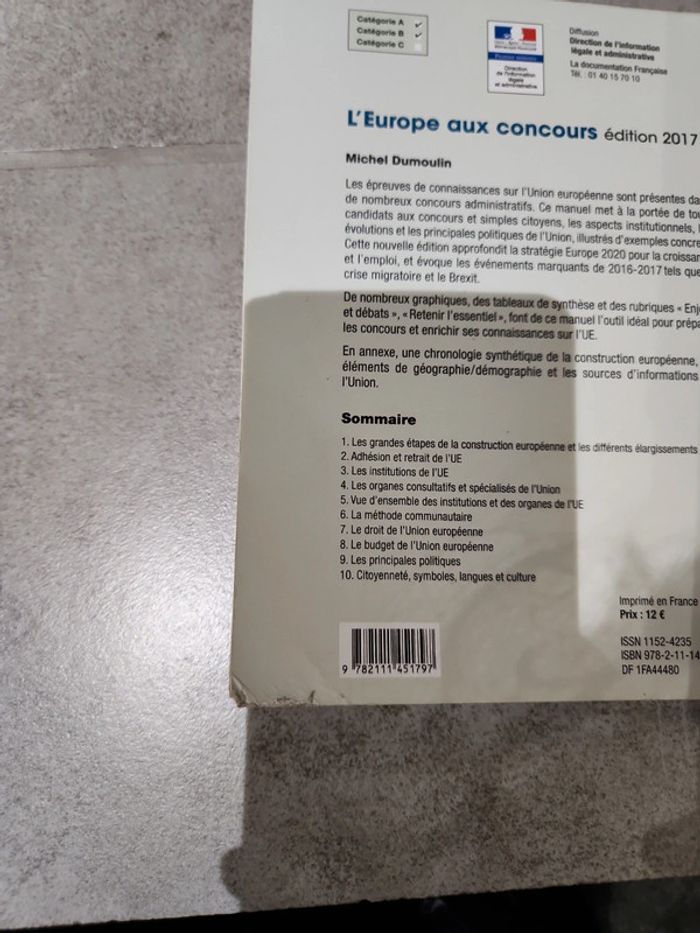 Catégorie A ✓
Catégorie B ✓
Catégorie C
Direction
de l'information
légale
et administrative
Diffusion
Direction de l'information
légale et administrative
La documentation Française
Tél. : 01 40 15 70 10
L'Europe aux concours édition 2017
Michel Dumoulin
Les épreuves de connaissances sur l'Union européenne sont présentes da
de nombreux concours administratifs. Ce manuel met à la portée de tou
candidats aux concours et simples citoyens, les aspects institutionnels, l
évolutions et les principales politiques de l'Union, illustrés d'exemples concre
Cette nouvelle édition approfondit la stratégie Europe 2020 pour la croissan
et l'emploi, et évoque les événements marquants de 2016-2017 tels que
crise migratoire et le Brexit.
De nombreux graphiques, des tableaux de synthèse et des rubriques « Enj
et débats », « Retenir l'essentiel », font de ce manuel l'outil idéal pour prépa
les concours et enrichir ses connaissances sur l'UE.
En annexe, une chronologie synthétique de la construction européenne,
éléments de géographie/démographie et les sources d'informations
l'Union.
Sommaire
1. Les grandes étapes de la construction européenne et les différents élargissements
2. Adhésion et retrait de l'UE
3. Les institutions de l'UE
4. Les organes consultatifs et spécialisés de l'Union
5. Vue d'ensemble des institutions et des organes de l'UE
6. La méthode communautaire
7. Le droit de l'Union européenne
8. Le budget de l'Union européenne
9. Les principales politiques
10. Citoyenneté, symboles, langues et culture
Imprimé en France
Prix : 12 €
ISSN 1152-4235
ISBN 978-2-11-14
DF 1FA44480
9 782111 451797